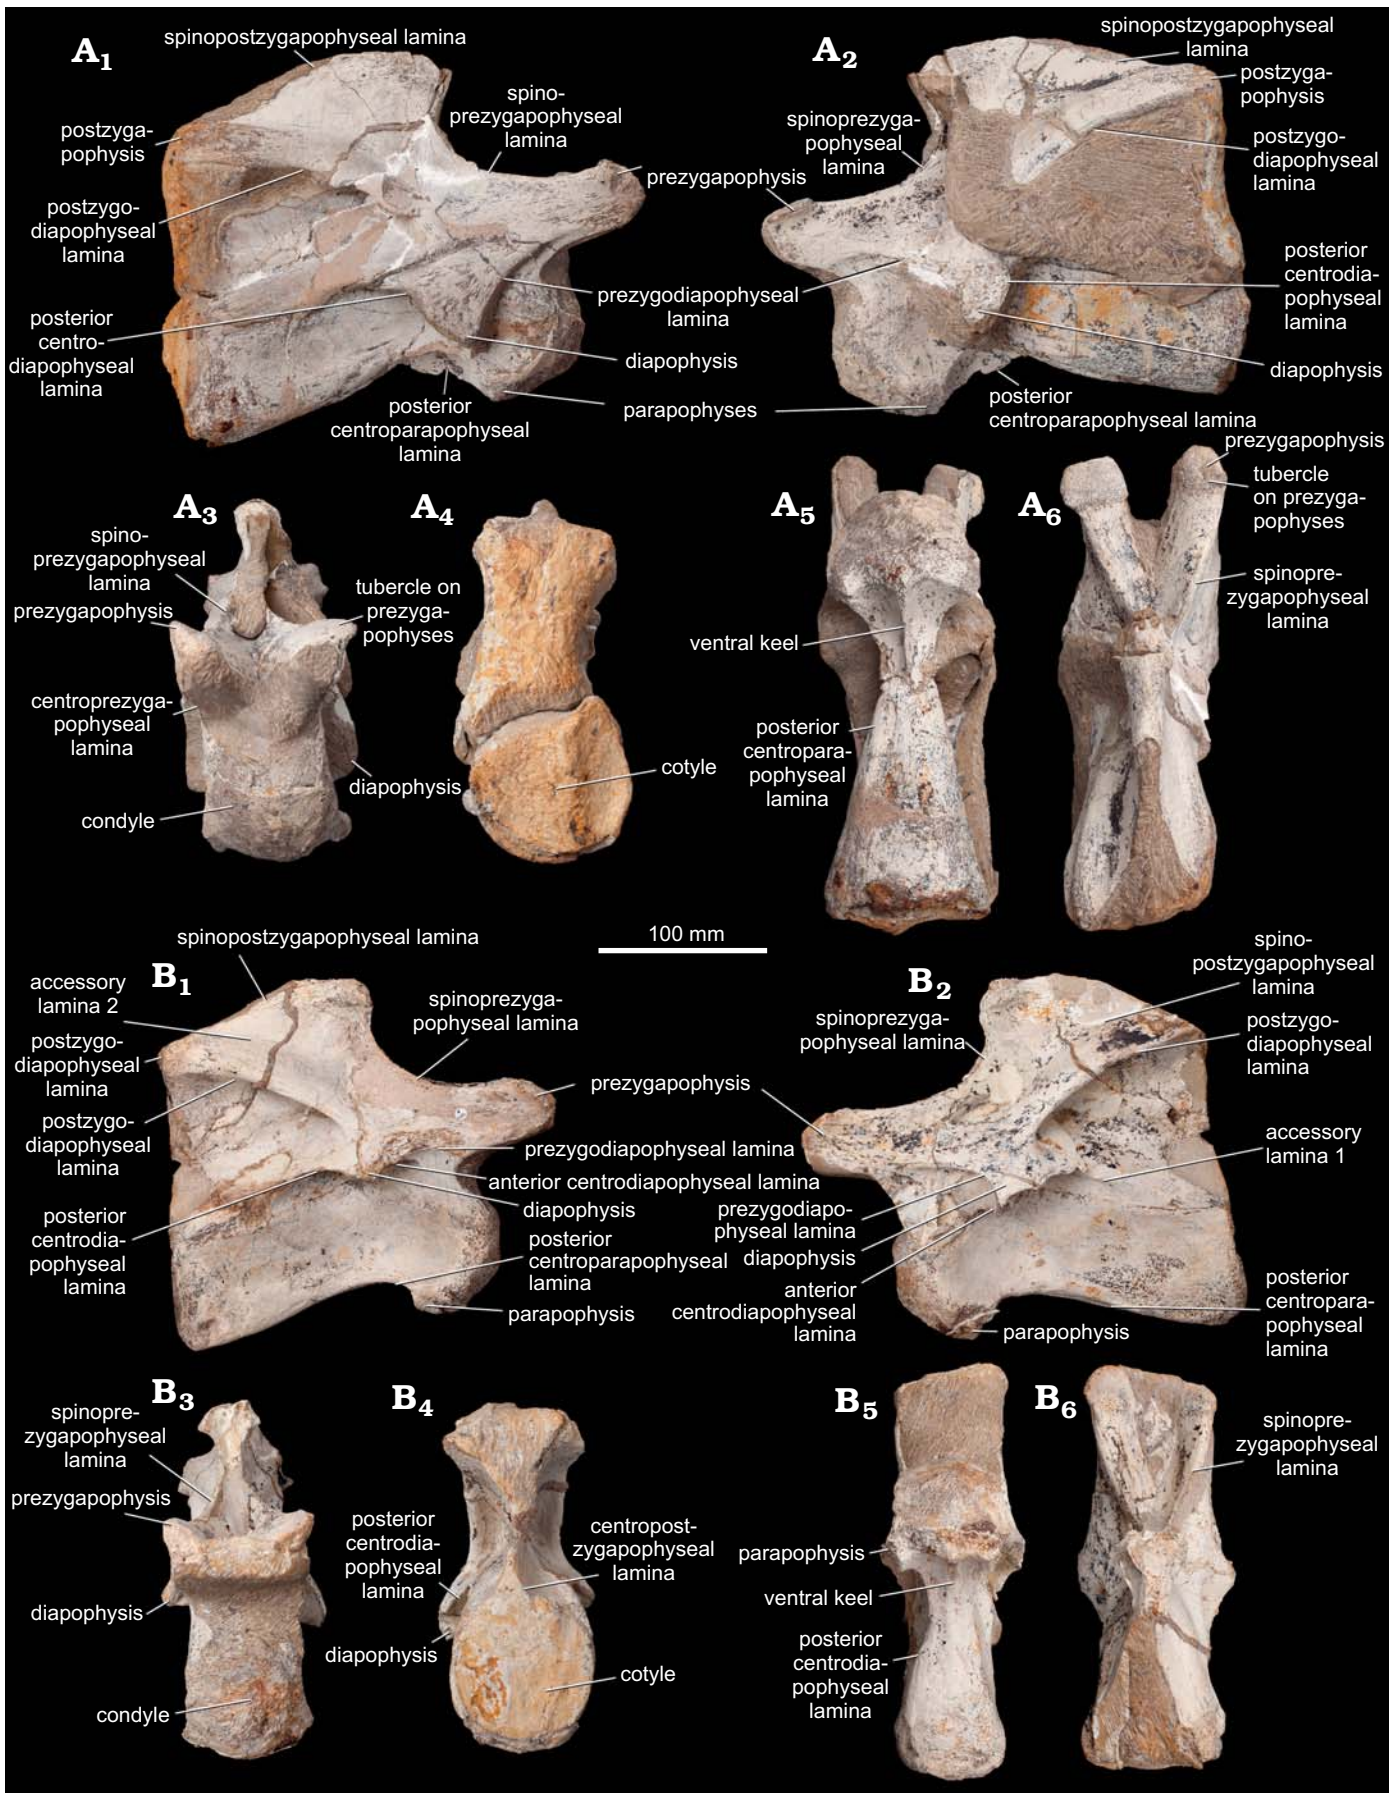 A1
spinopostzygapophyseal lamina
spino-
prezygapophyseal
lamina
postzyga-
pophysis
prezygapophysis
postzygo-
diapophyseal
lamina
posterior
centro-
diapophyseal
lamina
prezygodiapophyseal
lamina
diapophysis
posterior
centroparapophyseal
lamina
parapophyses
A2
spinopostzygapophyseal
lamina
postzyga-
pophysis
spinoprezyga-
pophyseal
lamina
postzygo-
diapophyseal
lamina
posterior
centrodia-
pophyseal
lamina
diapophysis
posterior
centroparapophyseal lamina
A3
spino-
prezygapophyseal
lamina
prezygapophysis
tubercle on
prezyga-
pophyses
centroprezyga-
pophyseal
lamina
diapophysis
condyle
A4
cotyle
A5
ventral keel
posterior
centropara-
pophyseal
lamina
A6
prezygapophysis
tubercle
on prezyga-
pophyses
spinopre-
zygapophyseal
lamina
100 mm
B1
spinopostzygapophyseal lamina
accessory
lamina 2
spinoprezyga-
pophyseal lamina
postzygo-
diapophyseal
lamina
prezygapophysis
postzygo-
diapophyseal
lamina
prezygodiapophyseal lamina
anterior centrodiapophyseal lamina
diapophysis
posterior
centrodia-
pophyseal
lamina
posterior
centroparapophyseal
lamina
parapophysis
B2
spino-
postzygapophyseal
lamina
spinoprezyga-
pophyseal lamina
postzygo-
diapophyseal
lamina
accessory
lamina 1
prezygodiapo-
physeal lamina
diapophysis
anterior
centrodiapophyseal
lamina
parapophysis
posterior
centropara-
pophyseal
lamina
B3
spinopre-
zygapophyseal
lamina
prezygapophysis
diapophysis
condyle
B4
posterior
centrodia-
pophyseal
lamina
centropost-
zygapophyseal
lamina
diapophysis
cotyle
B5
parapophysis
ventral keel
posterior
centrodia-
pophyseal
lamina
B6
spinopre-
zygapophyseal
lamina